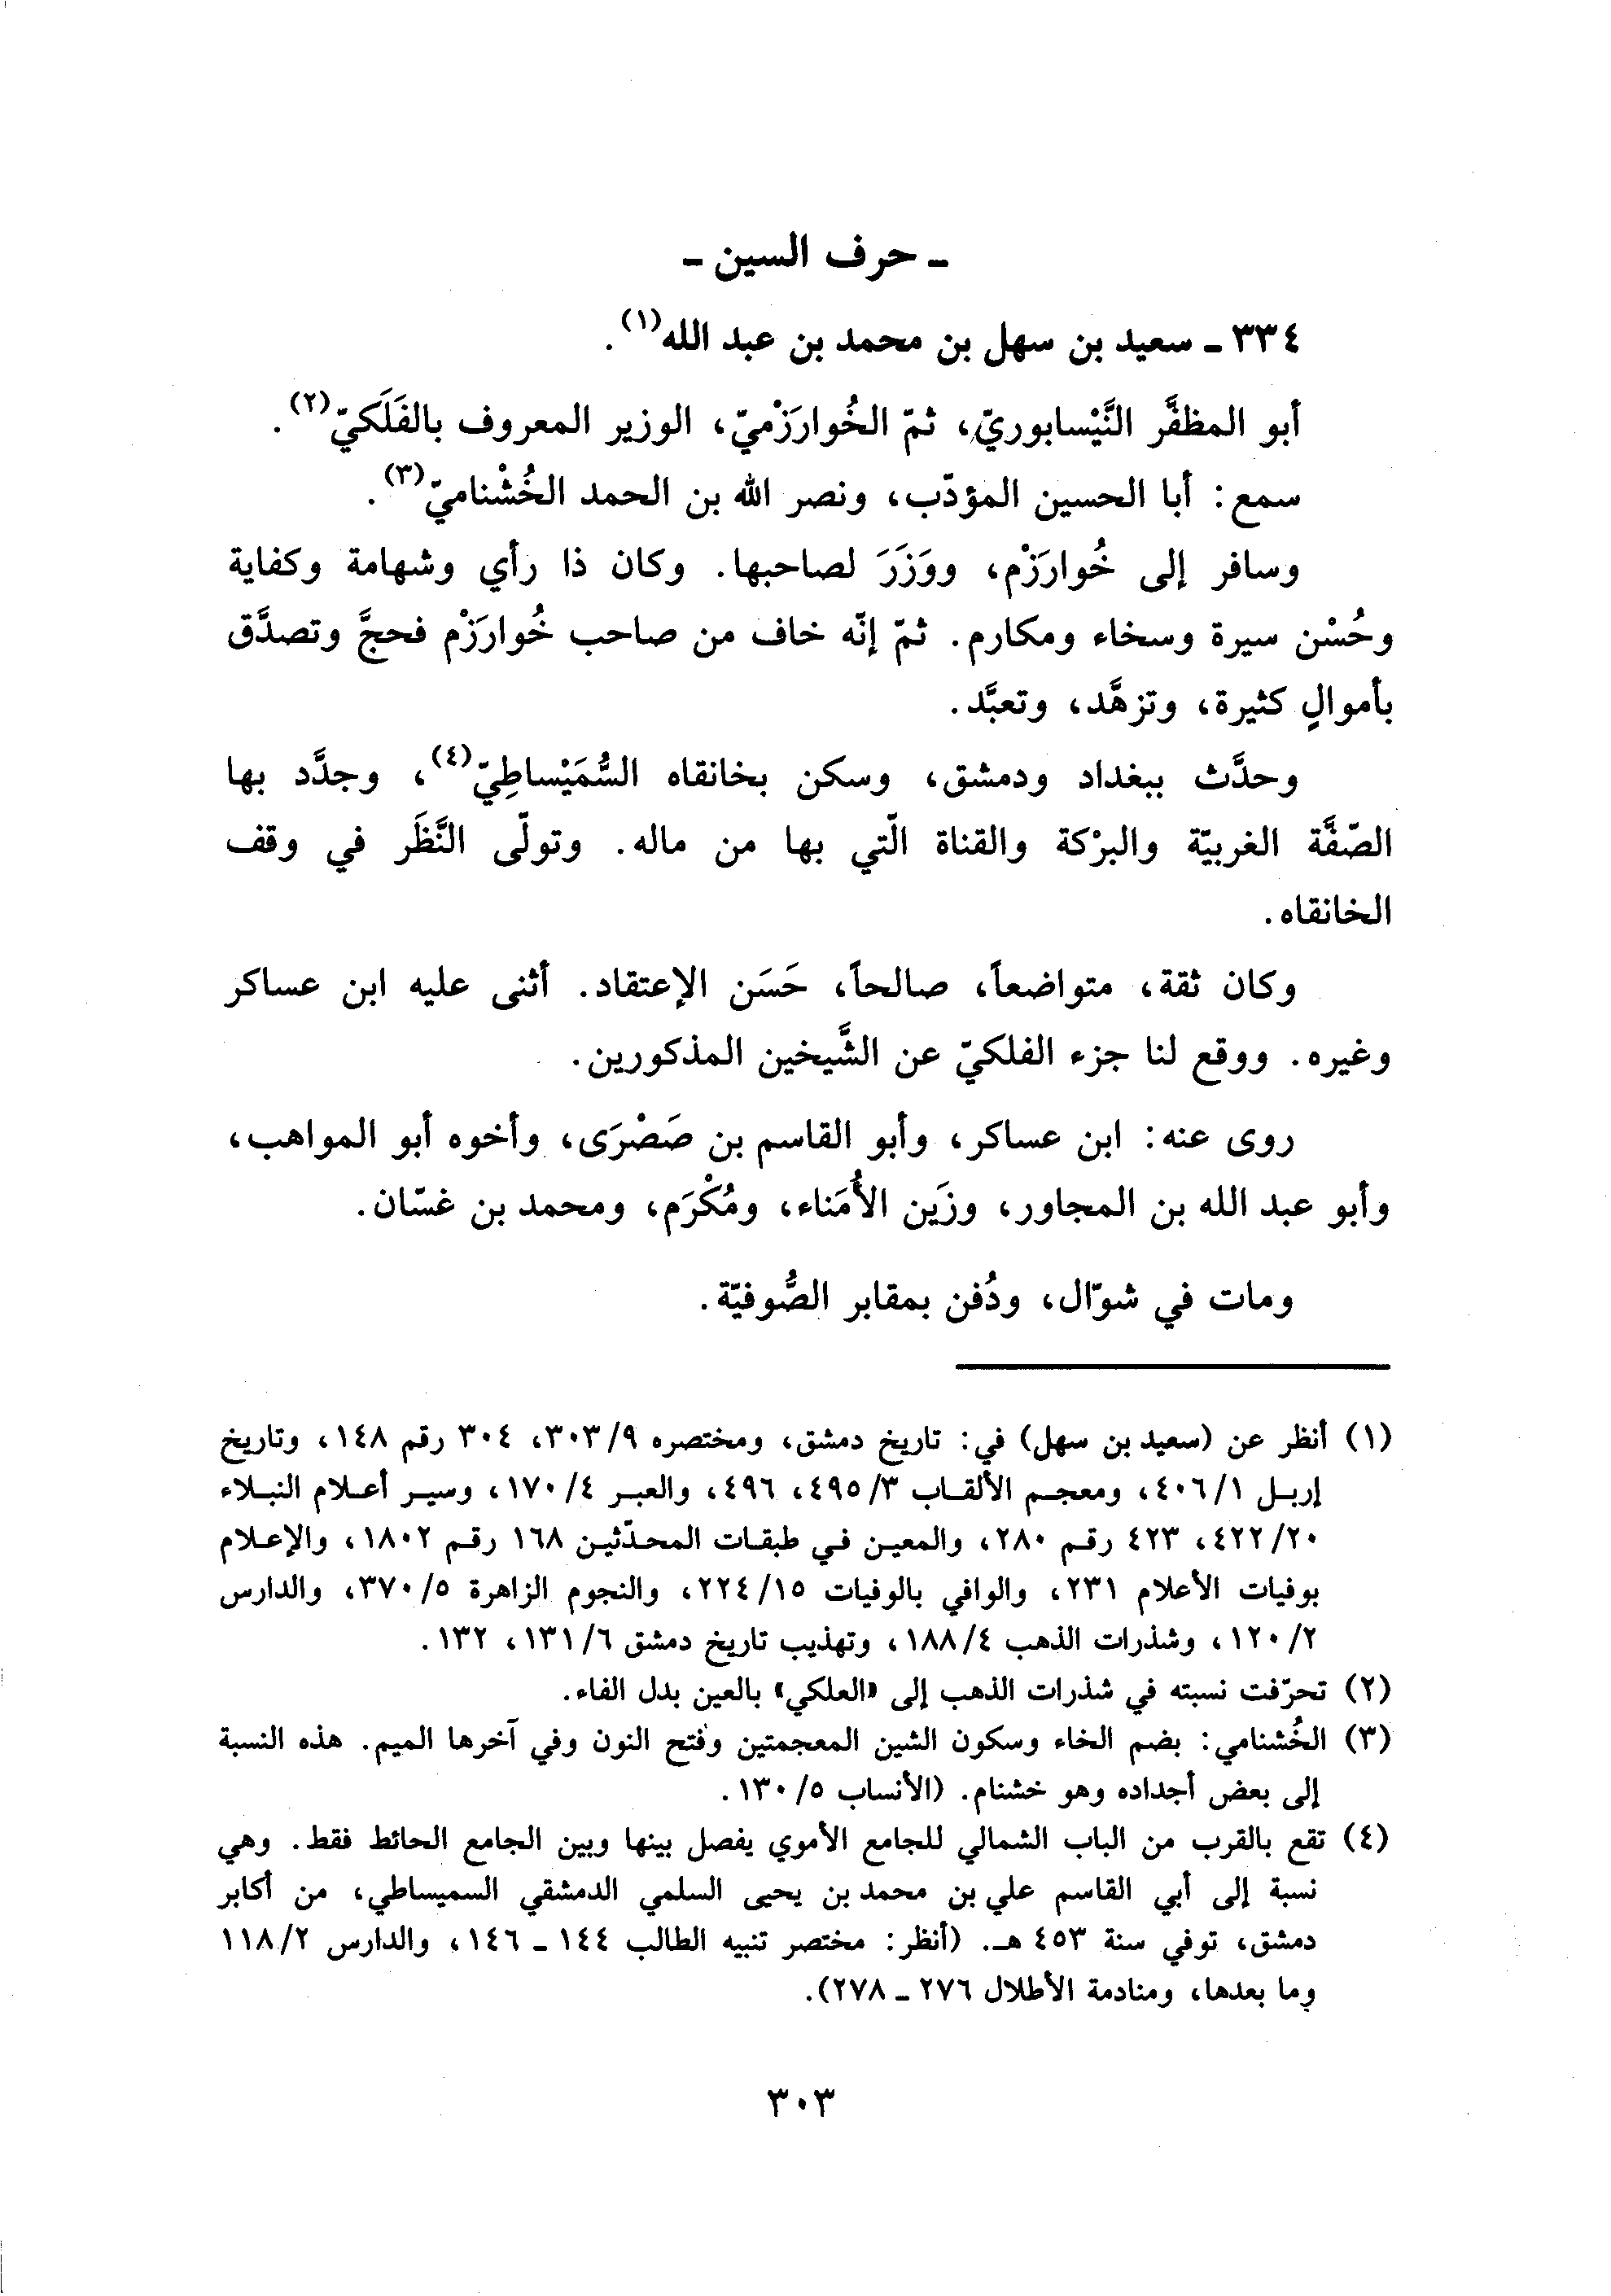 ـ حرف السين ـ
٣٣٤ ـ سعيد بن سهل بن محمد بن عبد الله(١).
أبو المظفَّر النَّيْسابوريّ، ثمّ الخُوارَزْميّ، الوزير المعروف بالفَلَكيّ(٢).
سمع: أبا الحسين المؤدّب، ونصر الله بن الحمد الخُشْناميّ(٣).
وسافر إلى خُوارَزْم، ووَزَرَ لصاحبها. وكان ذا رأي وشهامة وكفاية
وحُسْن سيرة وسخاء ومكارم. ثمّ إنّه خاف من صاحب خُوارَزْم فحجَّ وتصدَّق
بأموالٍ كثيرة، وتزهَّد، وتعبَّد.
وحدَّث ببغداد ودمشق، وسكن بخانقاه السُّمَيْساطِيّ(٤)، وجدَّد بها
الصّفَّة الغربيّة والبرْكة والقناة الّتي بها من ماله. وتولّى النَّظَر في وقف
الخانقاه.
وكان ثقة، متواضعاً، صالحاً، حَسَن الإعتقاد. أثنى عليه ابن عساكر
وغيره. ووقع لنا جزء الفلكيّ عن الشَّيخين المذكورين.
روى عنه: ابن عساكر، وأبو القاسم بن صَصْرَى، وأخوه أبو المواهب،
وأبو عبد الله بن المجاور، وزَين الأُمَناء، ومُكْرَم، ومحمد بن غسّان.
ومات في شوّال، ودُفن بمقابر الصُّوفيّة.
(١) أنظر عن (سعيد بن سهل) في: تاريخ دمشق، ومختصره ٣٠٣/٩، ٣٠٤ رقم ١٤٨، وتاريخ
إربل ٤٠٦/١، ومعجم الألقاب ٤٩٥/٣، ٤٩٦، والعبر ١٧٠/٤، وسير أعلام النبلاء
٤٢٢/٢٠، ٤٢٣ رقم ٢٨٠، والمعين في طبقات المحدّثين ١٦٨ رقم ١٨٠٢، والإعلام
بوفيات الأعلام ٢٣١، والوافي بالوفيات ٢٢٤/١٥، والنجوم الزاهرة ٣٧٠/٥، والدارس
١٢٠/٢، وشذرات الذهب ١٨٨/٤، وتهذيب تاريخ دمشق ١٣١/٦، ١٣٢.
(٢) تحرّفت نسبته في شذرات الذهب إلى «العلكي» بالعين بدل الفاء.
(٣) الخُشنامي: بضم الخاء وسكون الشين المعجمتين وفتح النون وفي آخرها الميم. هذه النسبة
إلى بعض أجداده وهو خشنام. (الأنساب ١٣٠/٥.
(٤) تقع بالقرب من الباب الشمالي للجامع الأموي يفصل بينها وبين الجامع الحائط فقط. وهي
نسبة إلى أبي القاسم علي بن محمد بن يحيى السلمي الدمشقي السميساطي، من أكابر
دمشق، توفي سنة ٤٥٣ هـ. (أنظر: مختصر تنبيه الطالب ١٤٤ ـ ١٤٦، والدارس ١١٨/٢
وما بعدها، ومنادمة الأطلال ٢٧٦ ـ ٢٧٨).
٣٠٣